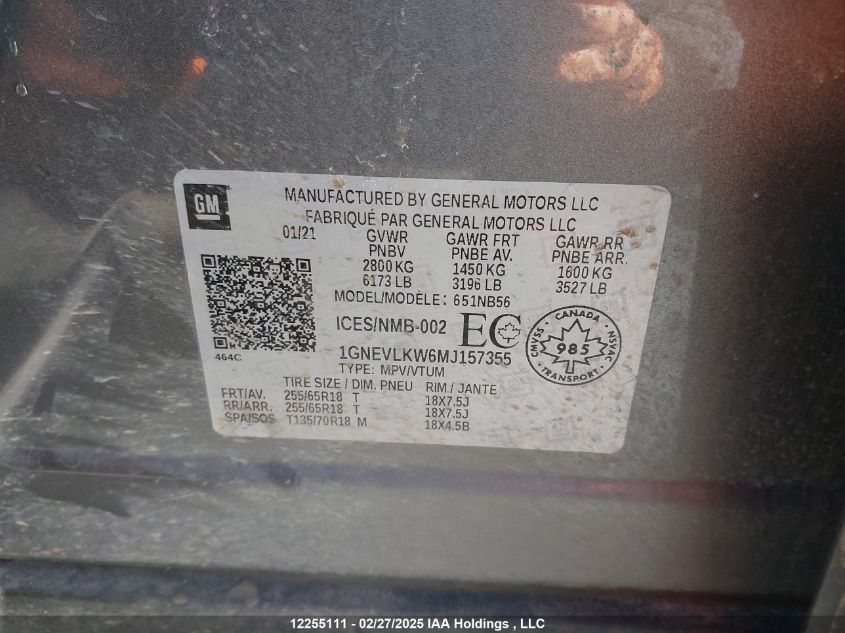 GM
MANUFACTURED BY GENERAL MOTORS LLC
FABRIQUÉ PAR GENERAL MOTORS LLC
01/21 GVWR GAWR FRT GAWR RR
PNBV PNBE AV. PNBE ARR.
2800 KG 1450 KG 1600 KG
6173 LB 3196 LB 3527 LB
MODEL/MODÈLE: 651NB56
ICES/NMB-002 EC
CANADA
CMVSS 985 NSVAC
TRANSPORT
464C
1GNEVLKW6MJ157355
TYPE: MPV/VTUM
TIRE SIZE / DIM. PNEU RIM / JANTE
FRT/AV. 255/65R18 T 18X7.5J
RR/ARR. 255/65R18 T 18X7.5J
SPA/SOS T135/70R18 M 18X4.5B
12255111 - 02/27/2025 IAA Holdings , LLC